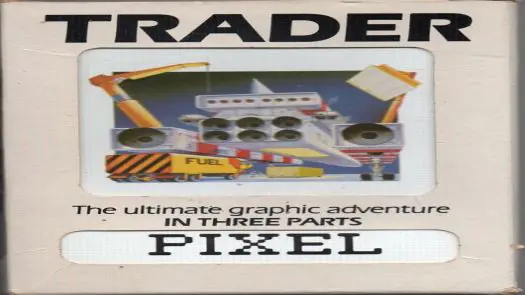 TRADER
FUEL
The ultimate graphic adventure
IN THREE PARTS
PIXEL